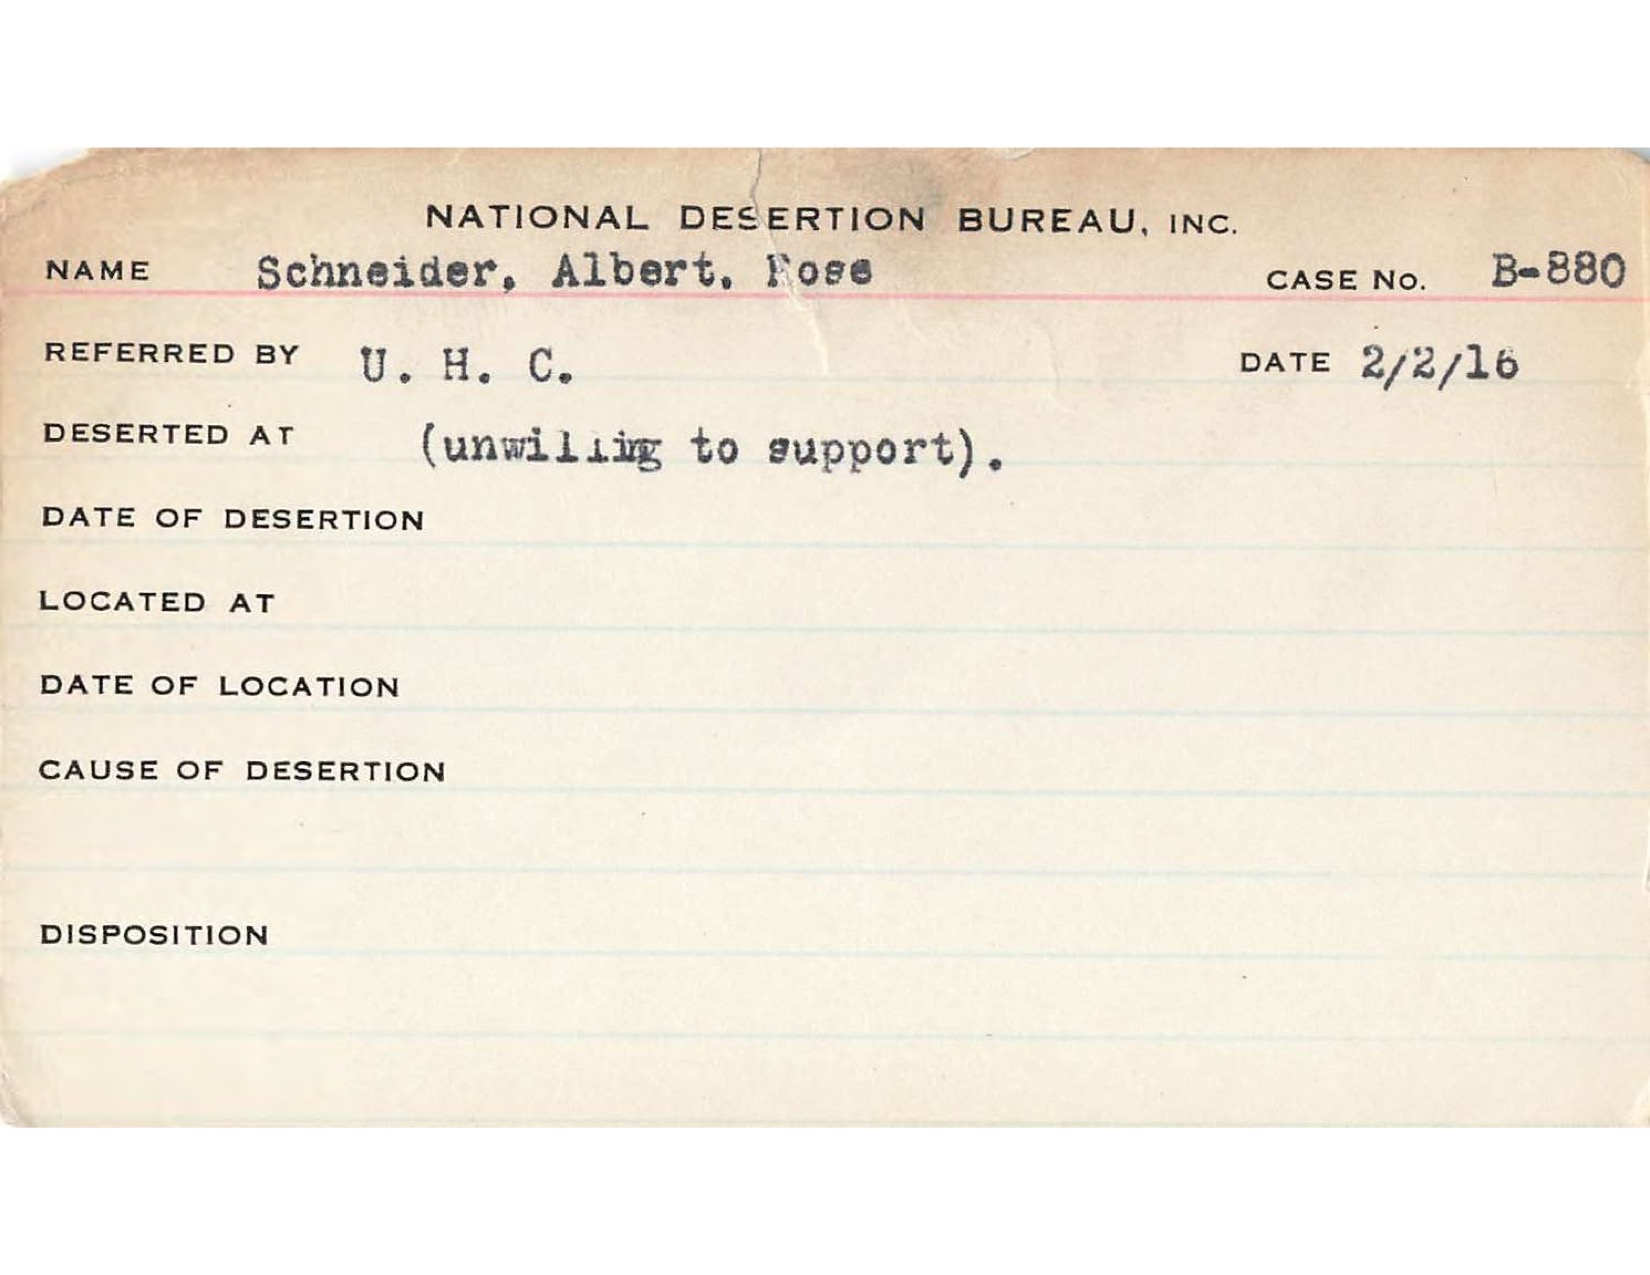 NATIONAL DESERTION BUREAU, INC.
NAME Schneider, Albert, Rose CASE No. B-880
REFERRED BY U. H. C. DATE 2/2/16
DESERTED AT (unwilling to support).
DATE OF DESERTION
LOCATED AT
DATE OF LOCATION
CAUSE OF DESERTION
DISPOSITION